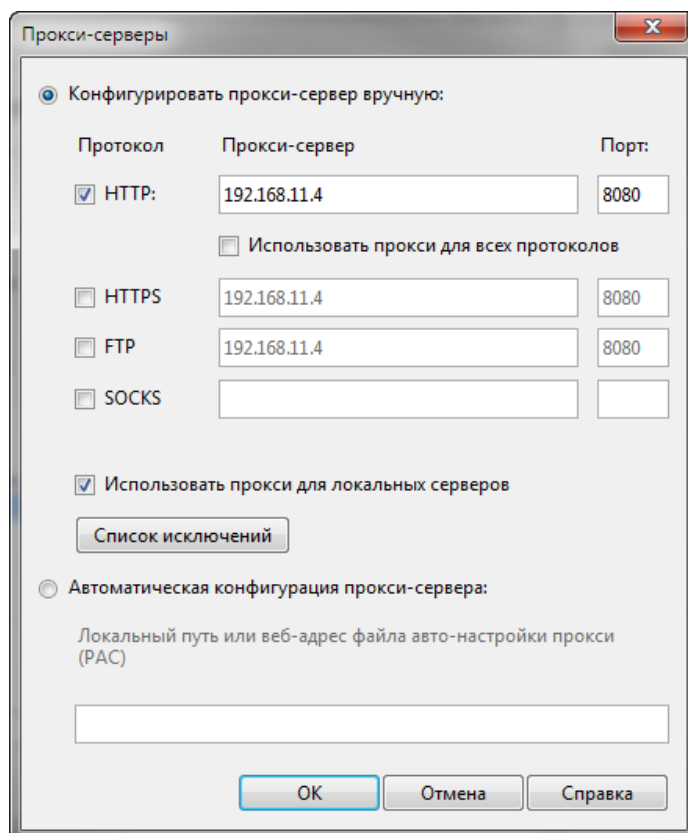 Прокси-серверы
Конфигурировать прокси-сервер вручную:
Протокол Прокси-сервер Порт:
HTTP: 192.168.11.4 8080
Использовать прокси для всех протоколов
HTTPS 192.168.11.4 8080
FTP 192.168.11.4 8080
SOCKS
Использовать прокси для локальных серверов
Список исключений
Автоматическая конфигурация прокси-сервера:
Локальный путь или веб-адрес файла авто-настройки прокси
(PAC)
OK Отмена Справка